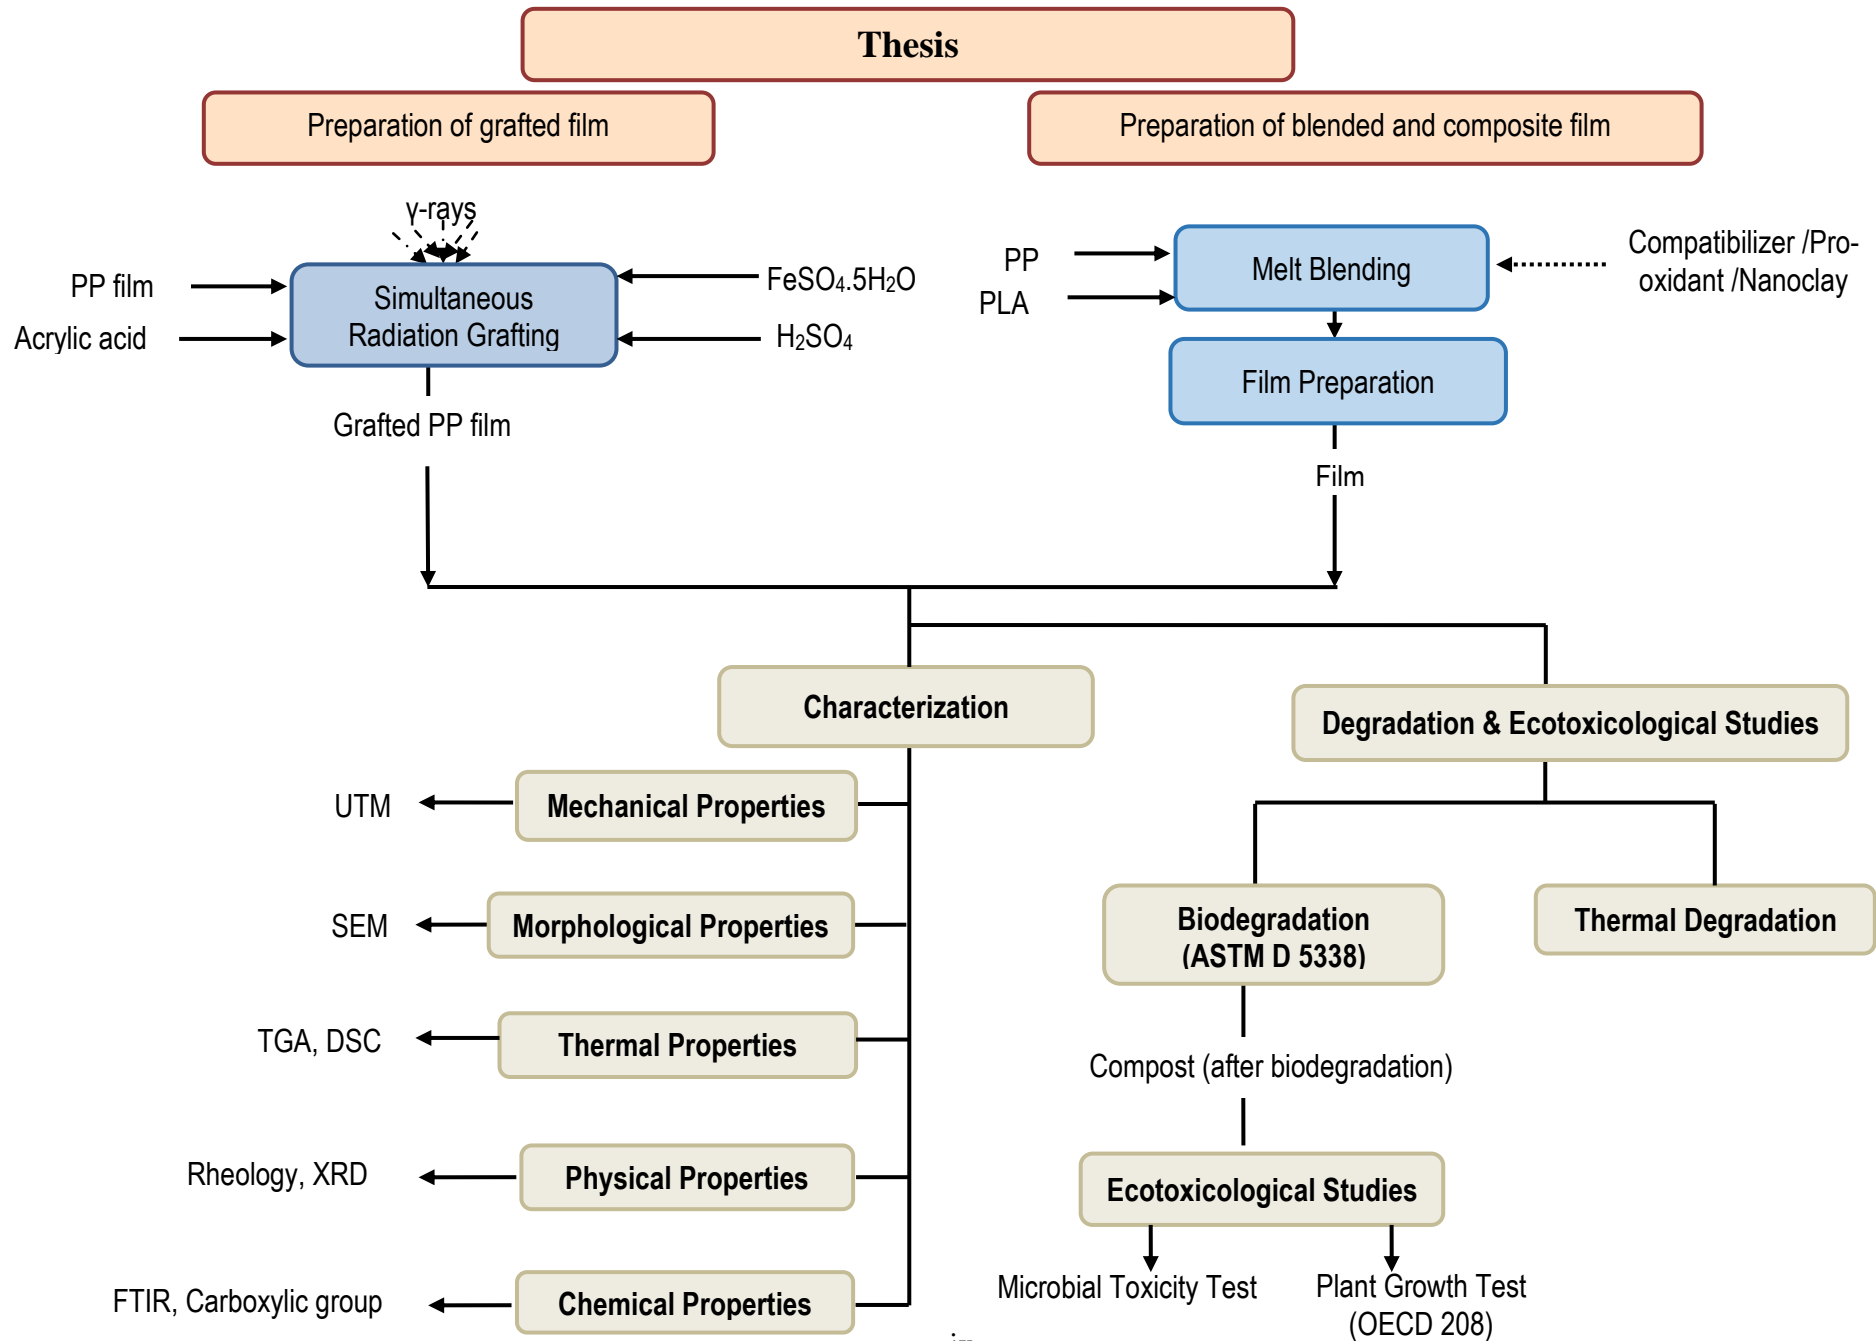 Thesis
Preparation of grafted film
Preparation of blended and composite film
γ-rays
PP film
Acrylic acid
Simultaneous
Radiation Grafting
FeSO₄.5H₂O
H₂SO₄
Grafted PP film
PP
PLA
Melt Blending
Compatibilizer /Pro-
oxidant /Nanoclay
Film Preparation
Film
Characterization
Degradation & Ecotoxicological Studies
UTM
Mechanical Properties
SEM
Morphological Properties
TGA, DSC
Thermal Properties
Rheology, XRD
Physical Properties
FTIR, Carboxylic group
Chemical Properties
Biodegradation
(ASTM D 5338)
Thermal Degradation
Compost (after biodegradation)
Ecotoxicological Studies
Microbial Toxicity Test
Plant Growth Test
(OECD 208)